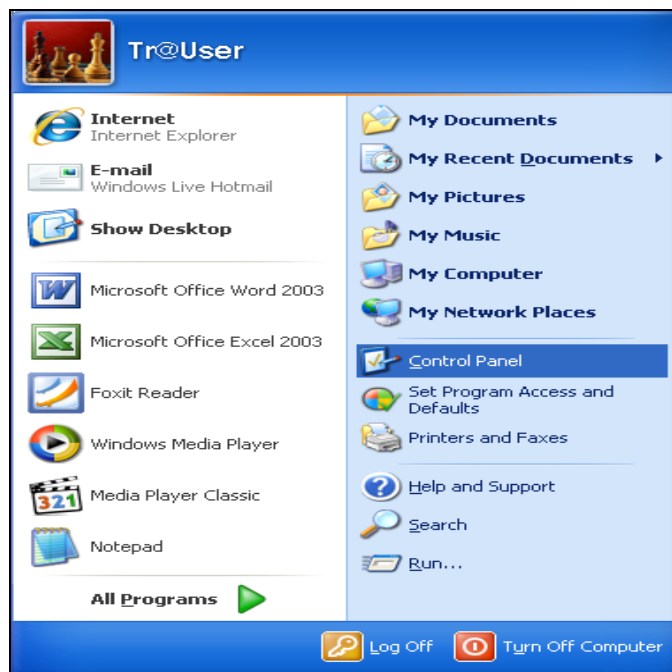 Tr@User
Internet
Internet Explorer
E-mail
Windows Live Hotmail
Show Desktop
Microsoft Office Word 2003
Microsoft Office Excel 2003
Foxit Reader
Windows Media Player
321
Media Player Classic
Notepad
All Programs
My Documents
My Recent Documents
My Pictures
My Music
My Computer
My Network Places
Control Panel
Set Program Access and
Defaults
Printers and Faxes
Help and Support
Search
Run...
Log Off
Turn Off Computer